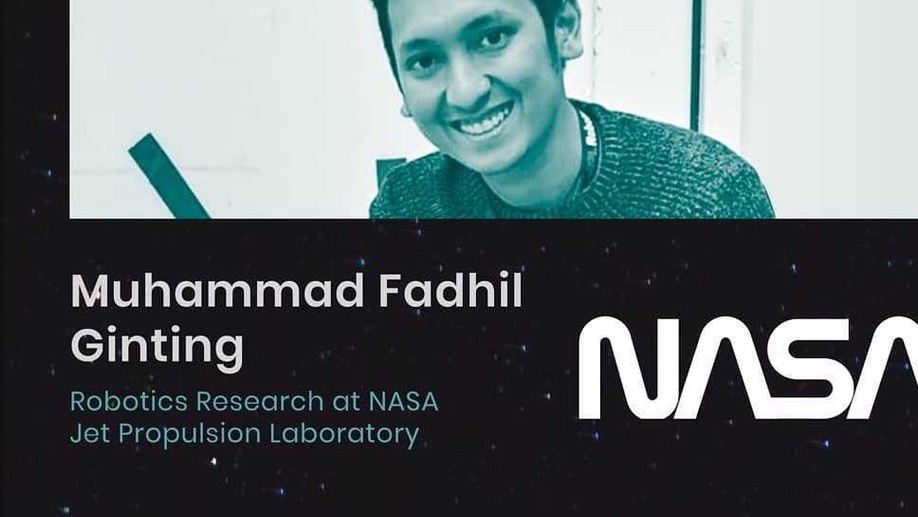 Muhammad Fadhil
Ginting
NASA
Robotics Research at NASA
Jet Propulsion Laboratory